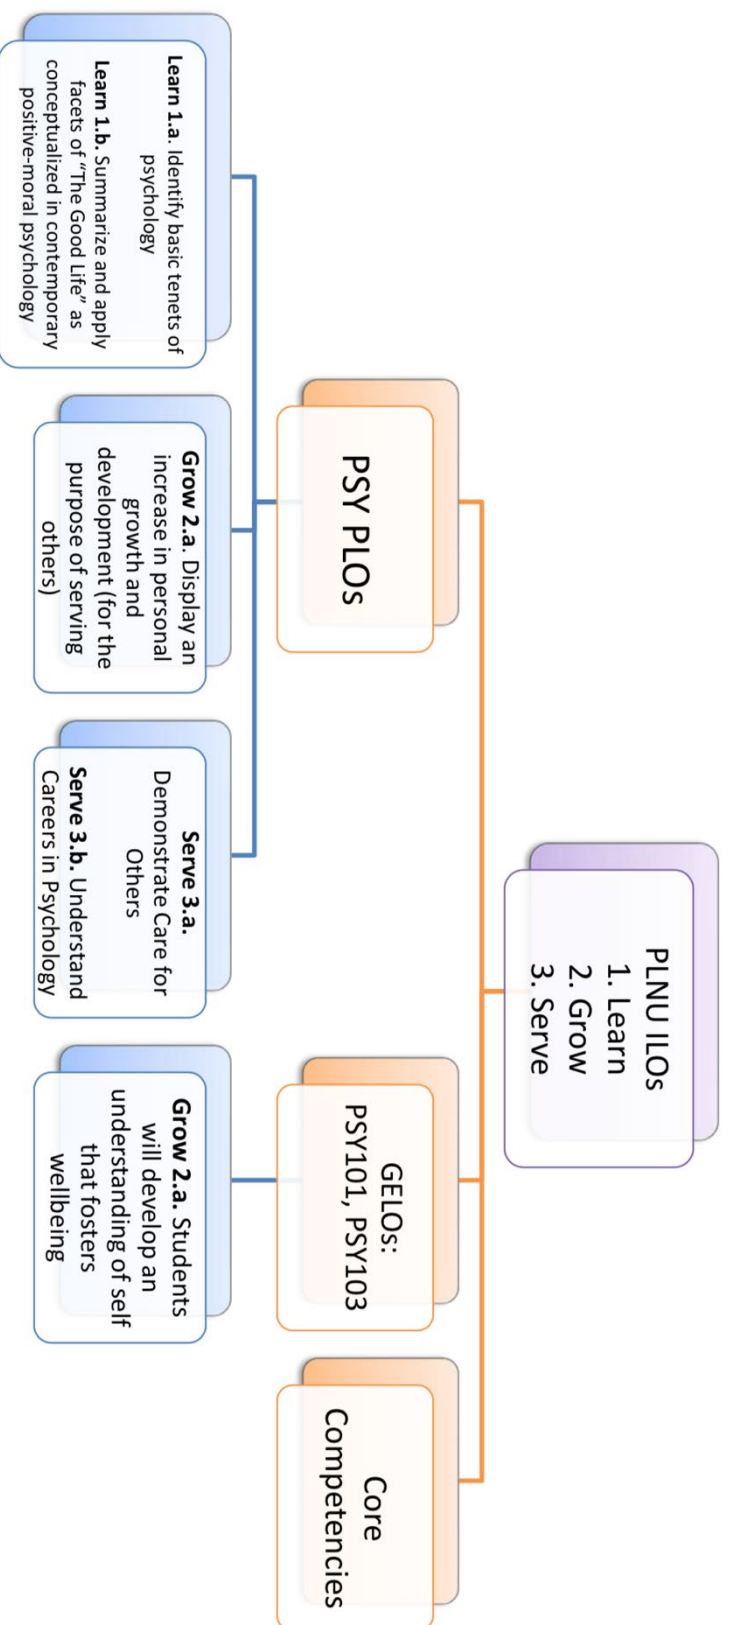 PLNU ILOs
1. Learn
2. Grow
3. Serve
PSY PLOs
GELOs:
PSY101, PSY103
Core
Competencies
Learn 1.a. Identify basic tenets of
psychology
Learn 1.b. Summarize and apply
facets of “The Good Life” as
conceptualized in contemporary
positive-moral psychology
Grow 2.a. Display an
increase in personal
growth and
development (for the
purpose of serving
others)
Serve 3.a.
Demonstrate Care for
Others
Serve 3.b. Understand
Careers in Psychology
Grow 2.a. Students
will develop an
understanding of self
that fosters
wellbeing